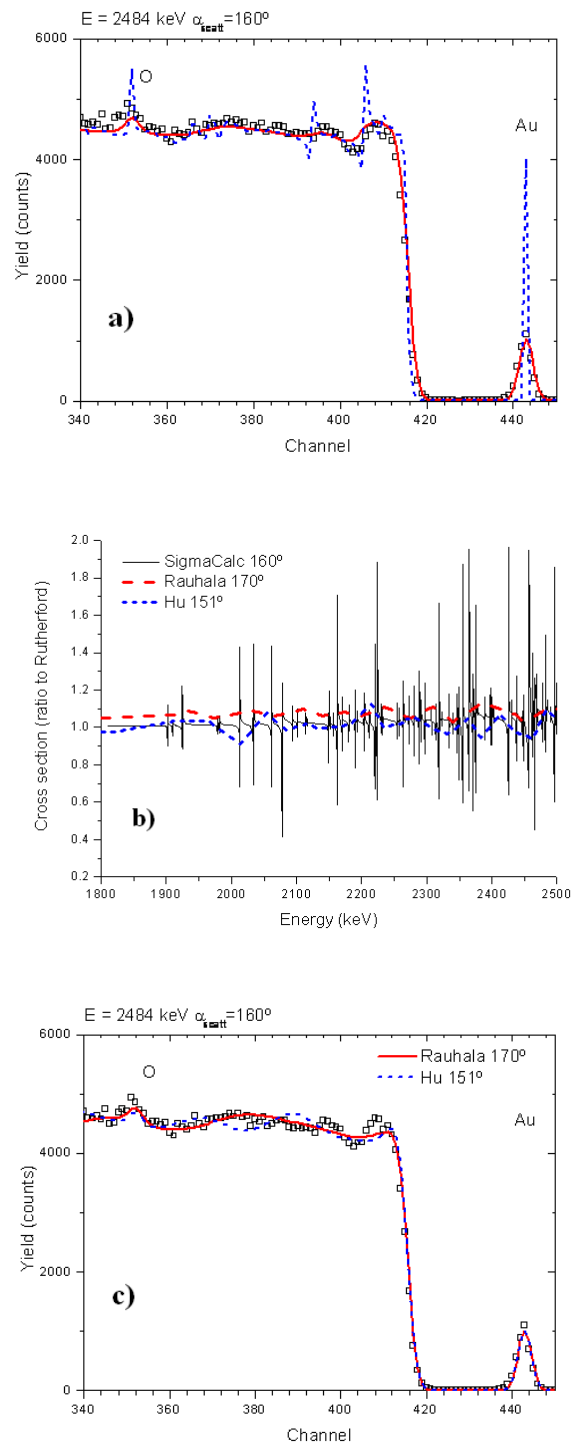 E = 2484 keV αscatt=160º
6000
O
Au
4000
Yield (counts)
2000
a)
0
340 360 380 400 420 440
Channel
2.0
SigmaCalc 160º
1.8
Rauhala 170º
1.6
Hu 151º
1.4
1.2
1.0
0.8
0.6
0.4
0.2
Cross section (ratio to Rutherford)
b)
1800 1900 2000 2100 2200 2300 2400 2500
Energy (keV)
E = 2484 keV αscatt=160º
6000
O
Rauhala 170º
Hu 151º
Au
4000
Yield (counts)
2000
c)
0
340 360 380 400 420 440
Channel